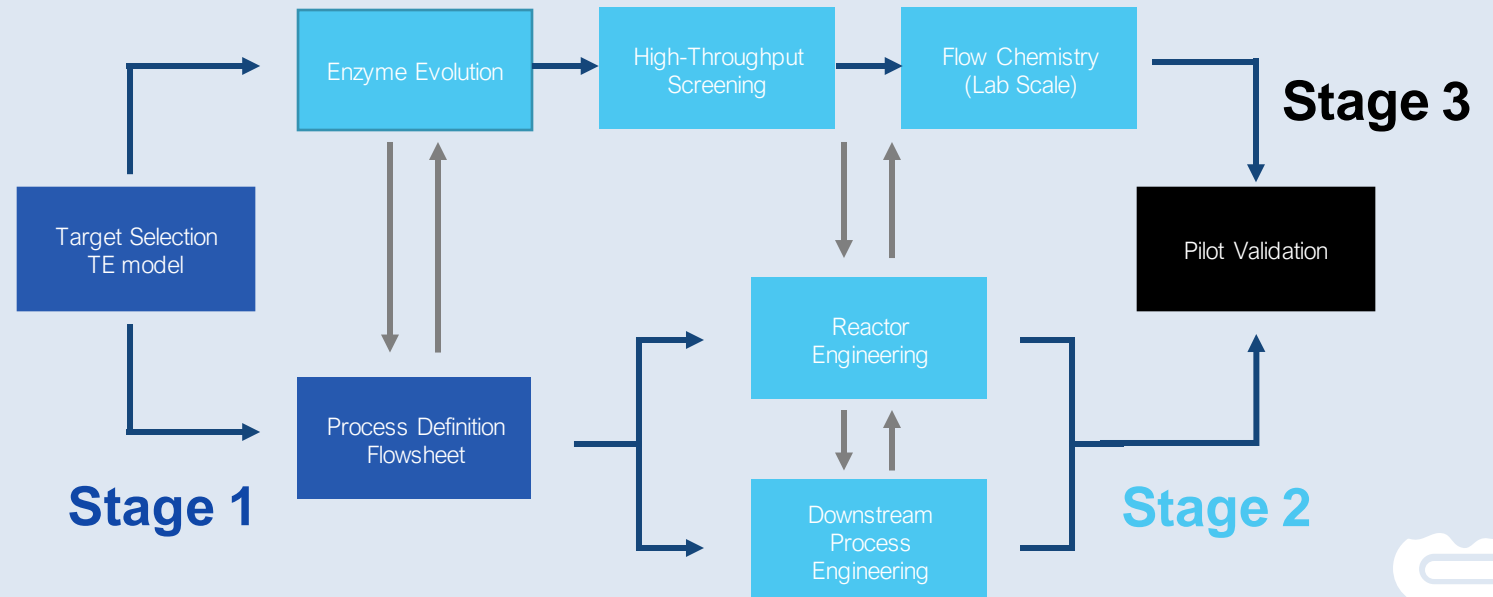 Enzyme Evolution
High-Throughput
Screening
Flow Chemistry
(Lab Scale)
Stage 3
Target Selection
TE model
Pilot Validation
Reactor
Engineering
Process Definition
Flowsheet
Stage 1
Downstream
Process
Engineering
Stage 2